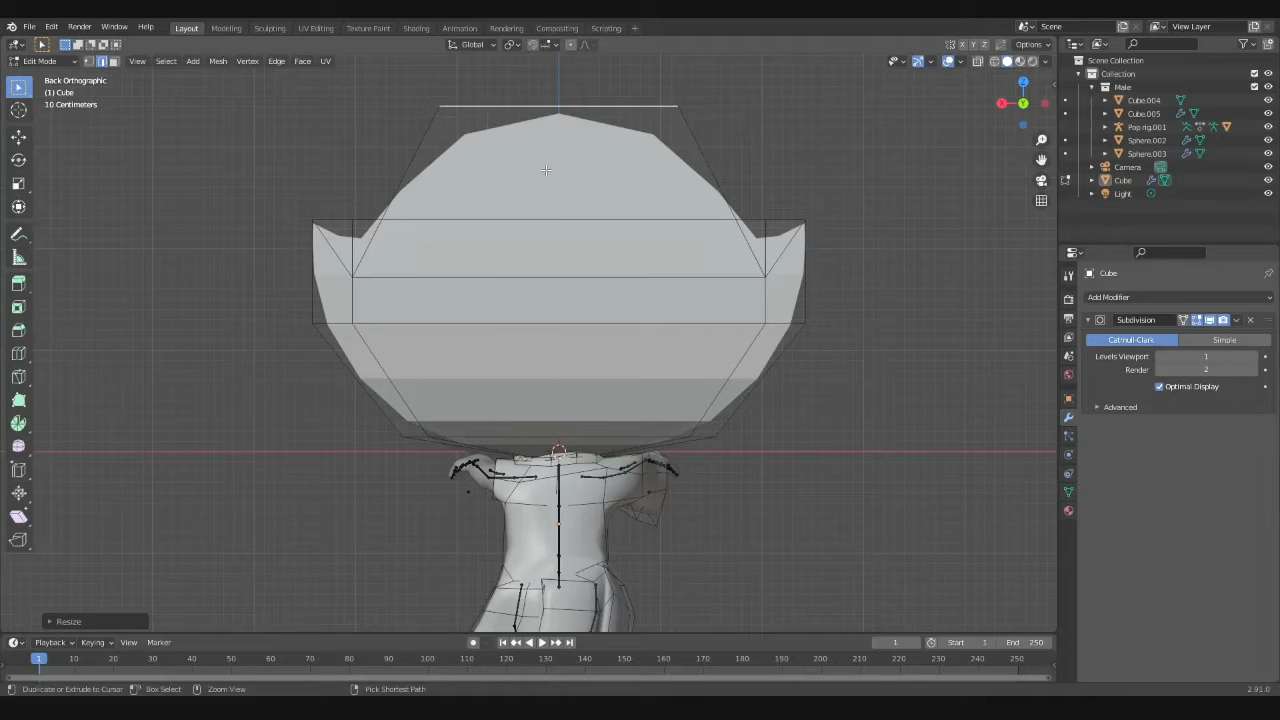 File Edit Render Window Help Layout Modeling Sculpting UV Editing Texture Paint Shading Animation Rendering Compositing Scripting + Scene View Layer
Global X Y Z Options
Edit Mode View Select Add Mesh Vertex Edge Face UV
Back Orthographic
(1) Cube
10 Centimeters
Z
X Y
Resize
Scene Collection
Collection
Male
Cube.004
Cube.005
Pop rig.001
Sphere.002
Sphere.003
Camera
Cube
Light
Cube
Add Modifier
Subdivision
Catmull-Clark Simple
Levels Viewport 1
Render 2
Optimal Display
Advanced
Playback Keying View Marker 1 Start 1 End 250
1 10 20 30 40 50 60 70 80 90 100 110 120 130 140 150 160 170 180 190 200 210 220 230 240 250
Duplicate or Extrude to Cursor Box Select Zoom View Pick Shortest Path 2.91.0